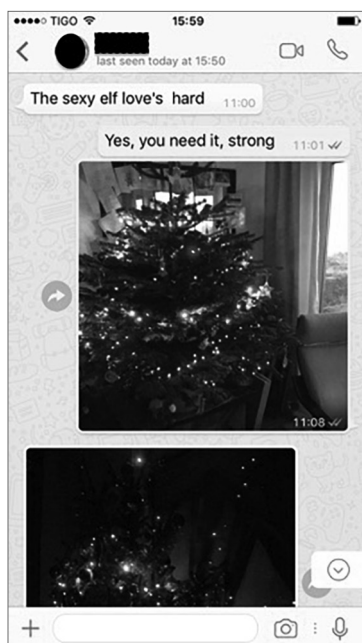 TIGO 15:59
last seen today at 15:50
The sexy elf love's hard 11:00
Yes, you need it, strong 11:01
11:08